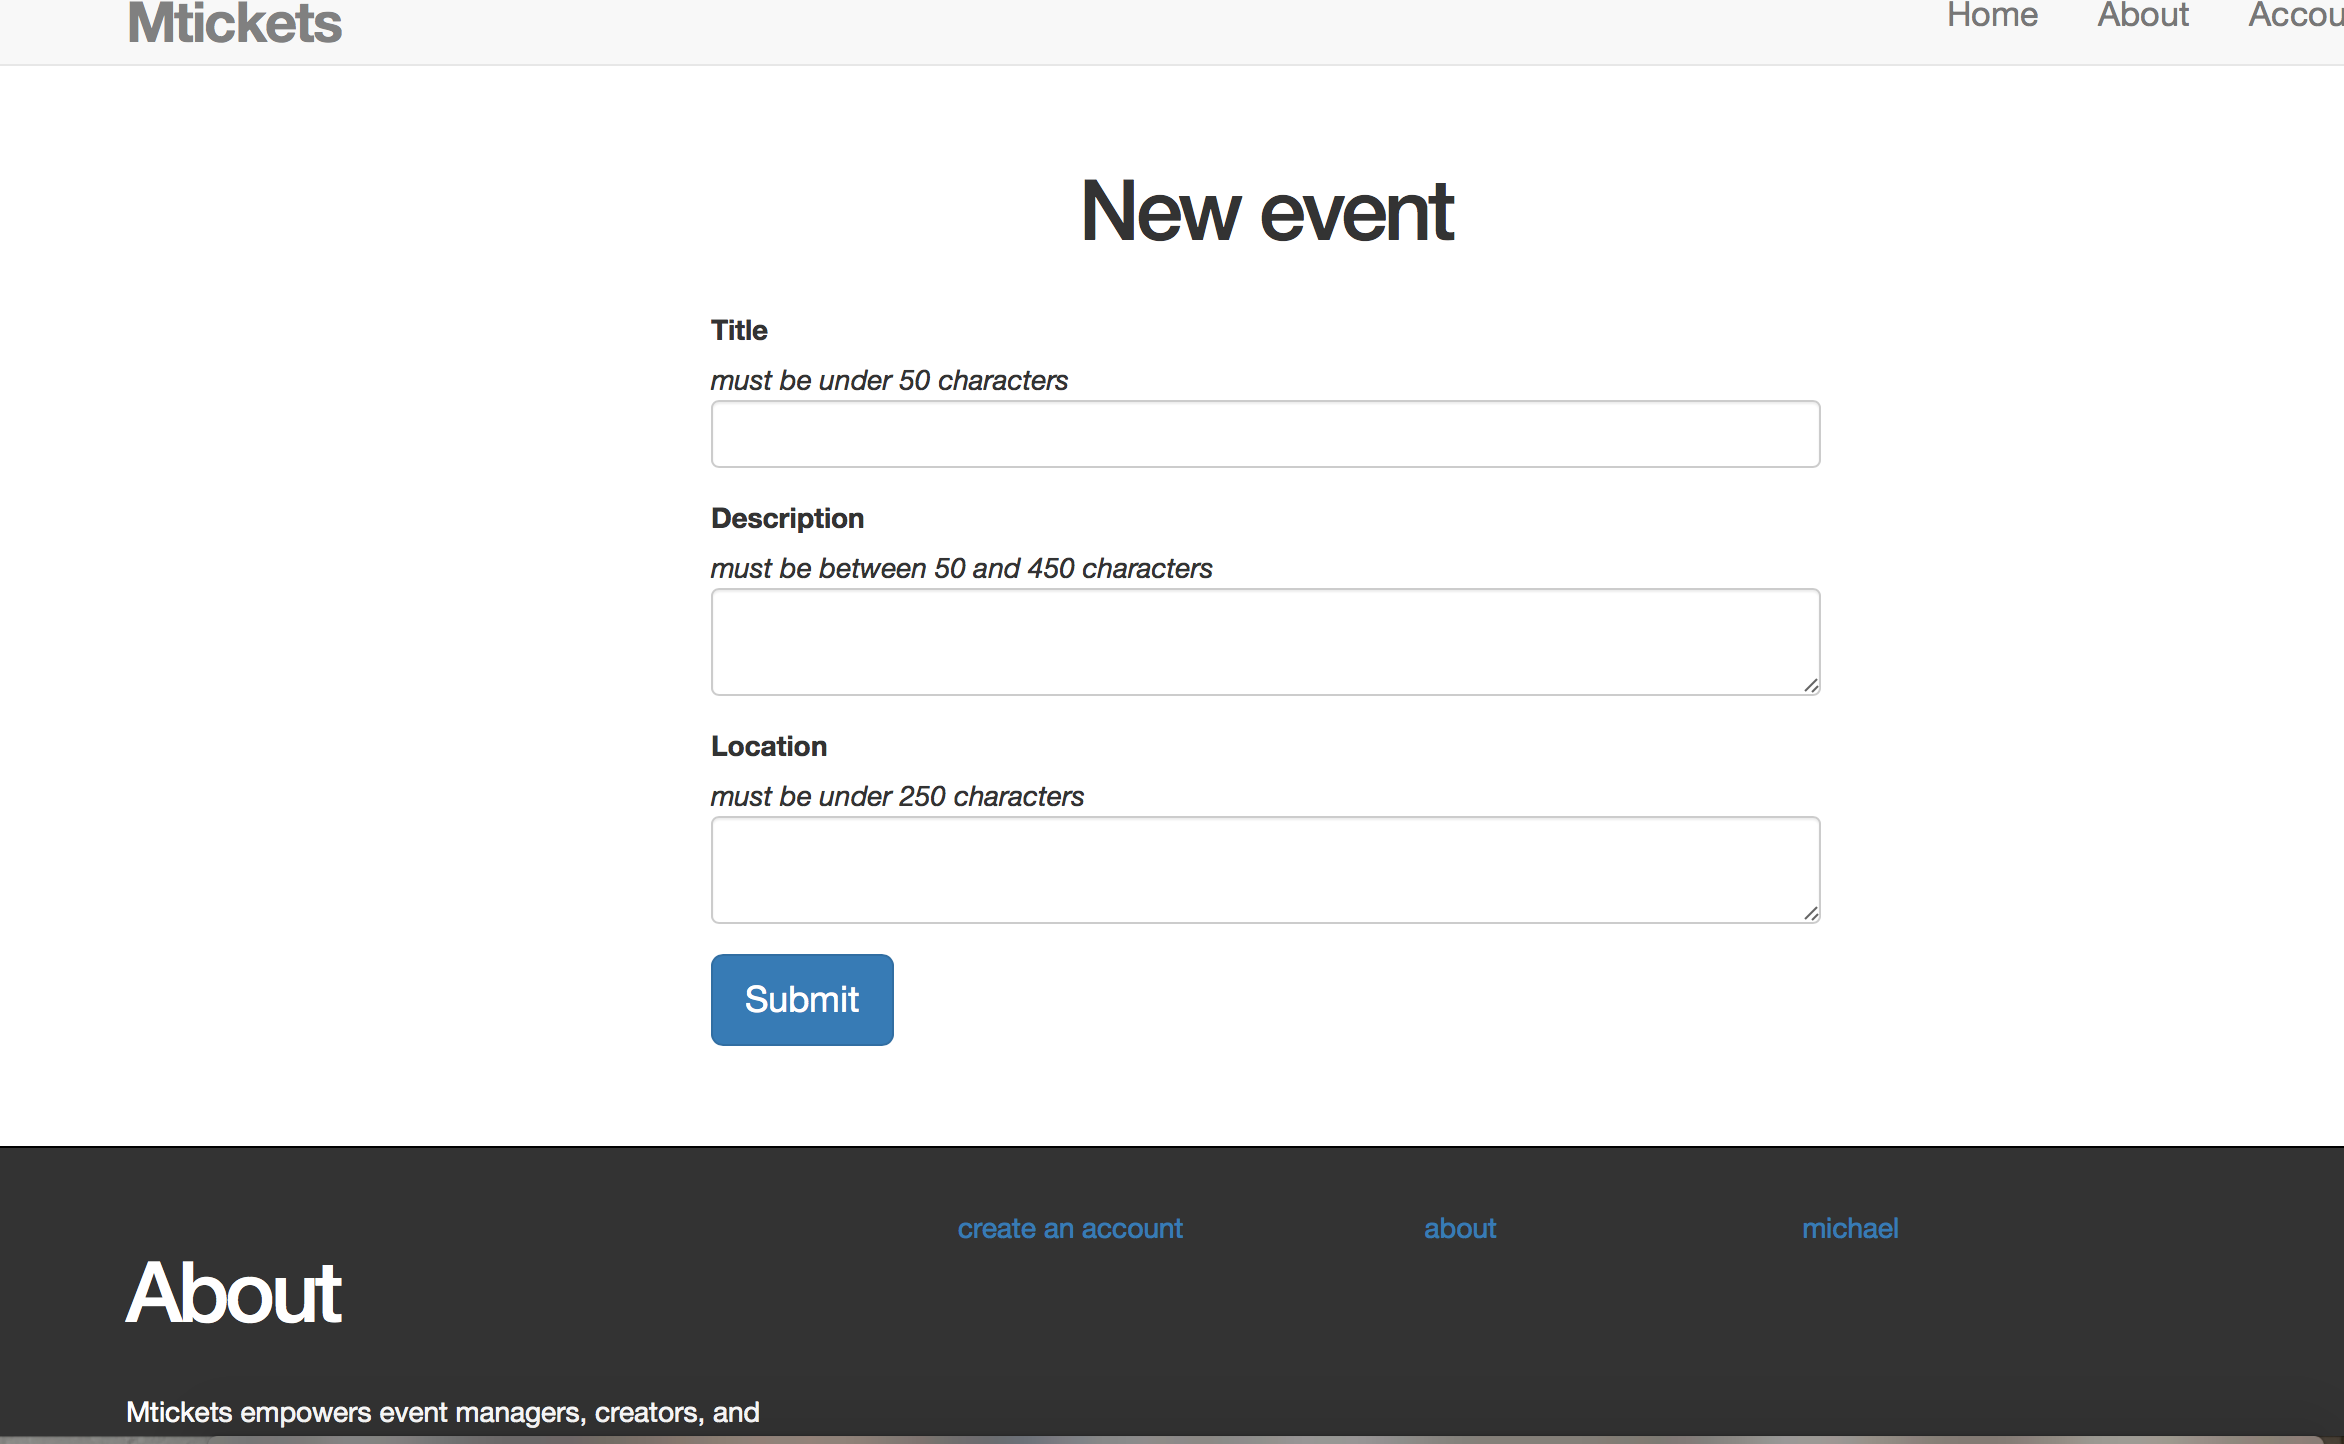 Mtickets Home About Accou
New event
Title
must be under 50 characters
Description
must be between 50 and 450 characters
Location
must be under 250 characters
Submit
create an account about michael
About
Mtickets empowers event managers, creators, and